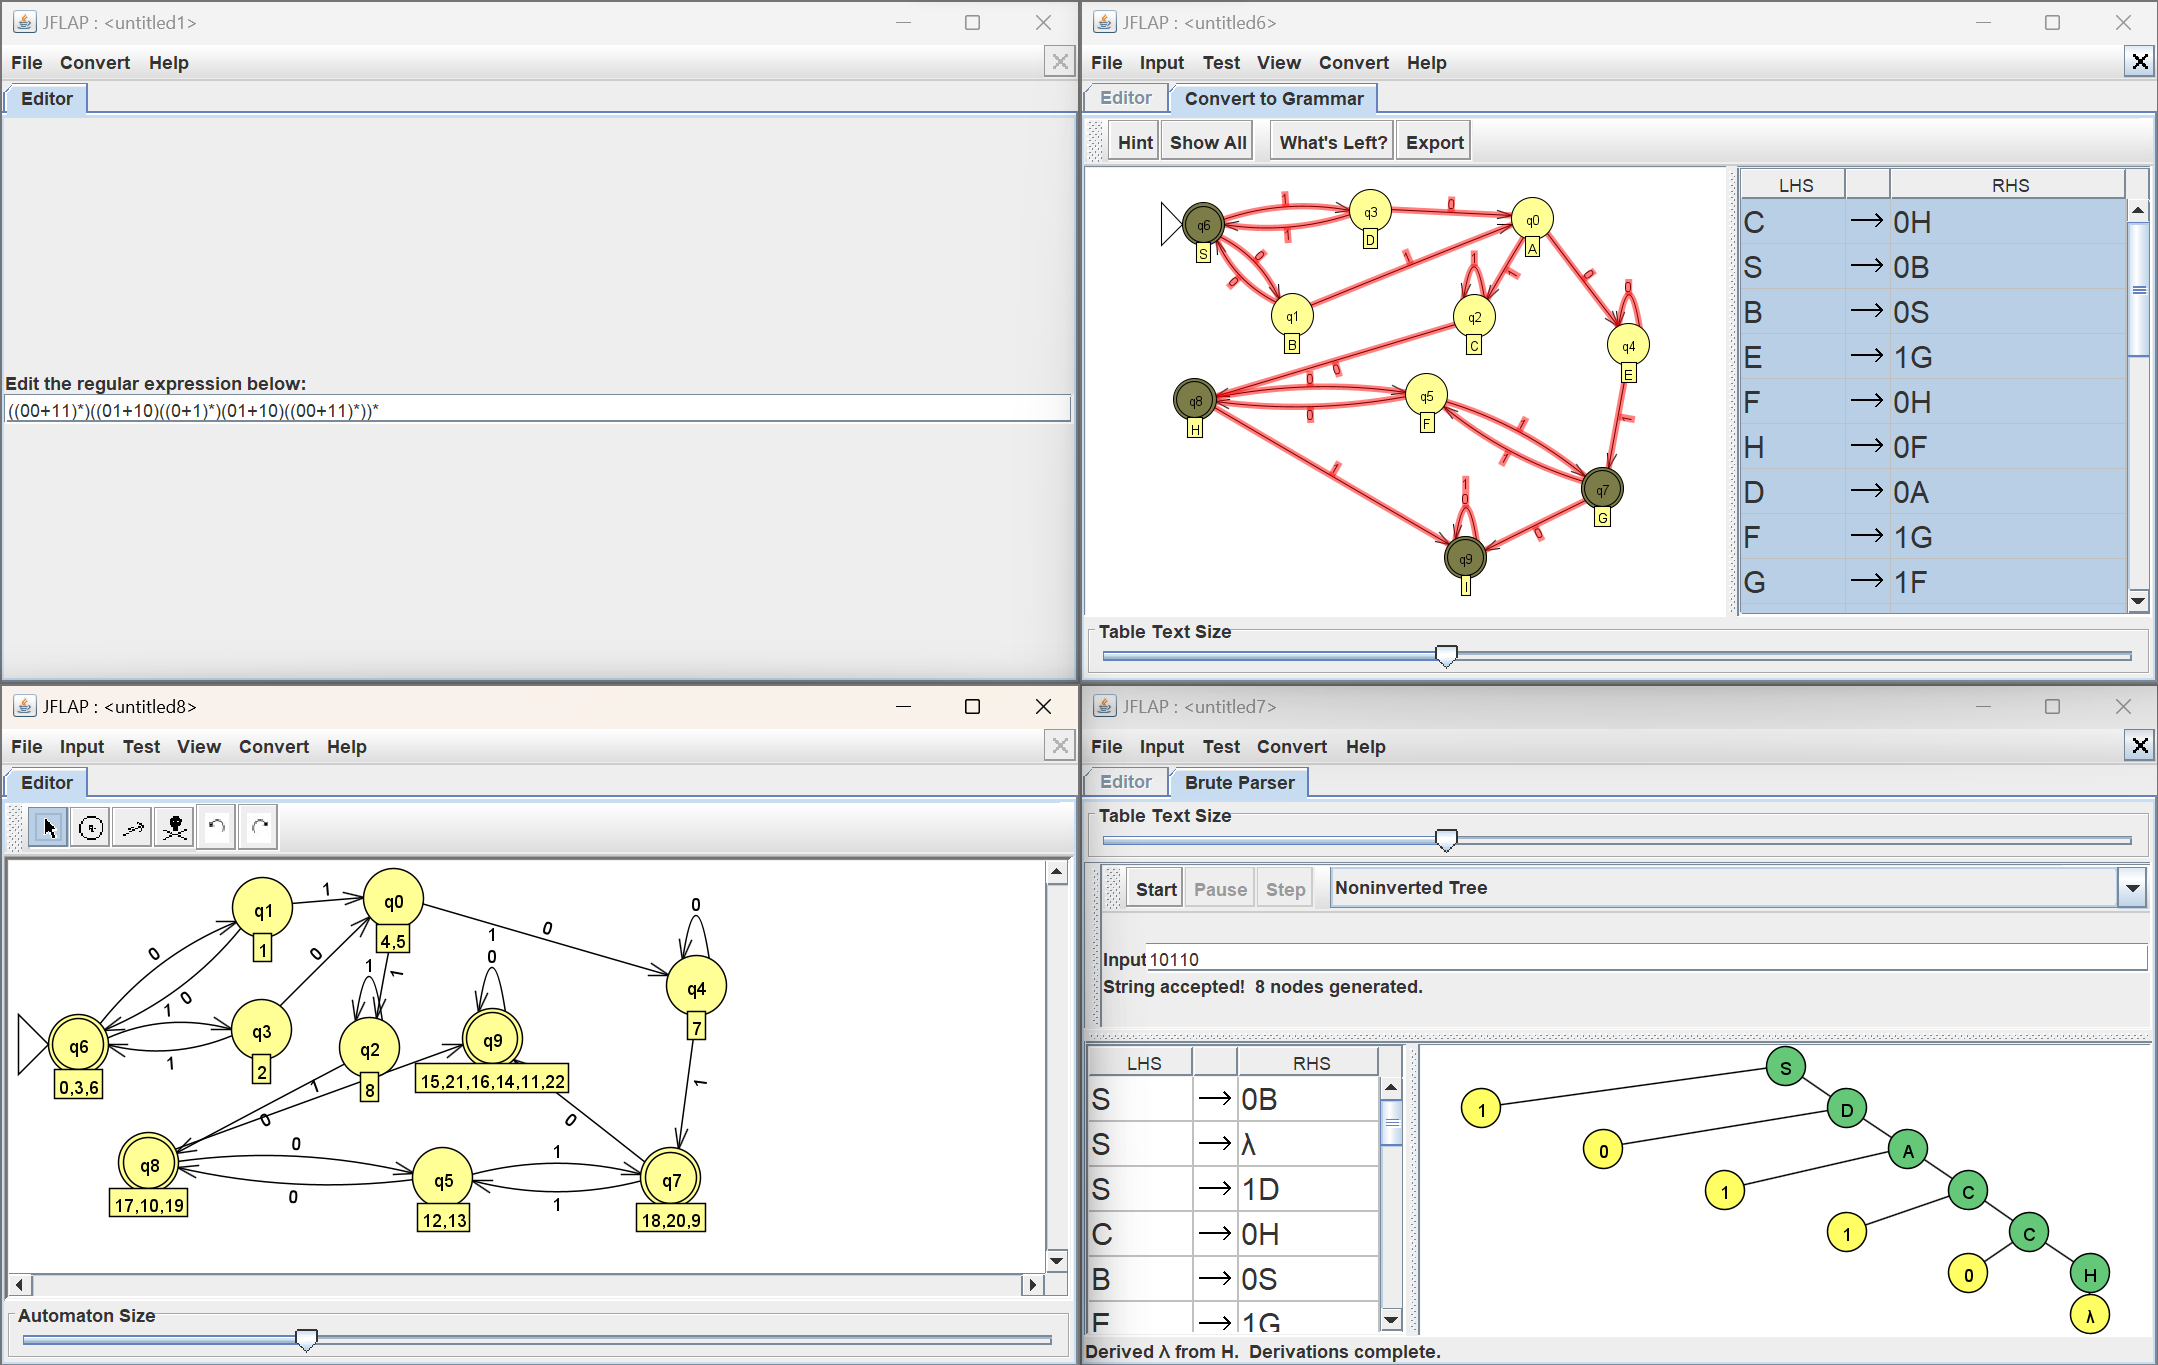 JFLAP : <untitled1>
File Convert Help
Editor
Edit the regular expression below:
((00+11)*)((01+10)((0+1)*)(01+10)((00+11)*))*
JFLAP : <untitled6>
File Input Test View Convert Help
Editor Convert to Grammar
Hint Show All What's Left? Export
q6
S
q3
D
q0
A
q1
B
q2
C
q4
E
q8
H
q5
F
q7
G
q9
I
1
1
0
0
0
1
1
1
0
0
0
0
0
1
1
1
1
0
1
0
LHS RHS
C → 0H
S → 0B
B → 0S
E → 1G
F → 0H
H → 0F
D → 0A
F → 1G
G → 1F
Table Text Size
JFLAP : <untitled8>
File Input Test View Convert Help
Editor
q1
1
q0
4,5
q3
2
q6
0,3,6
q2
8
q9
15,21,16,14,11,22
q4
7
q8
17,10,19
q5
12,13
q7
18,20,9
1
0
0
0
1
1
0
1
1
1
0
0
0
1
1
0
0
0
0
1
1
Automaton Size
JFLAP : <untitled7>
File Input Test Convert Help
Editor Brute Parser
Table Text Size
Start Pause Step Noninverted Tree
Input 10110
String accepted! 8 nodes generated.
LHS RHS
S → 0B
S → λ
S → 1D
C → 0H
B → 0S
E → 1G
S
1 D
0 A
1 C
1 C
0 H
λ
Derived λ from H. Derivations complete.